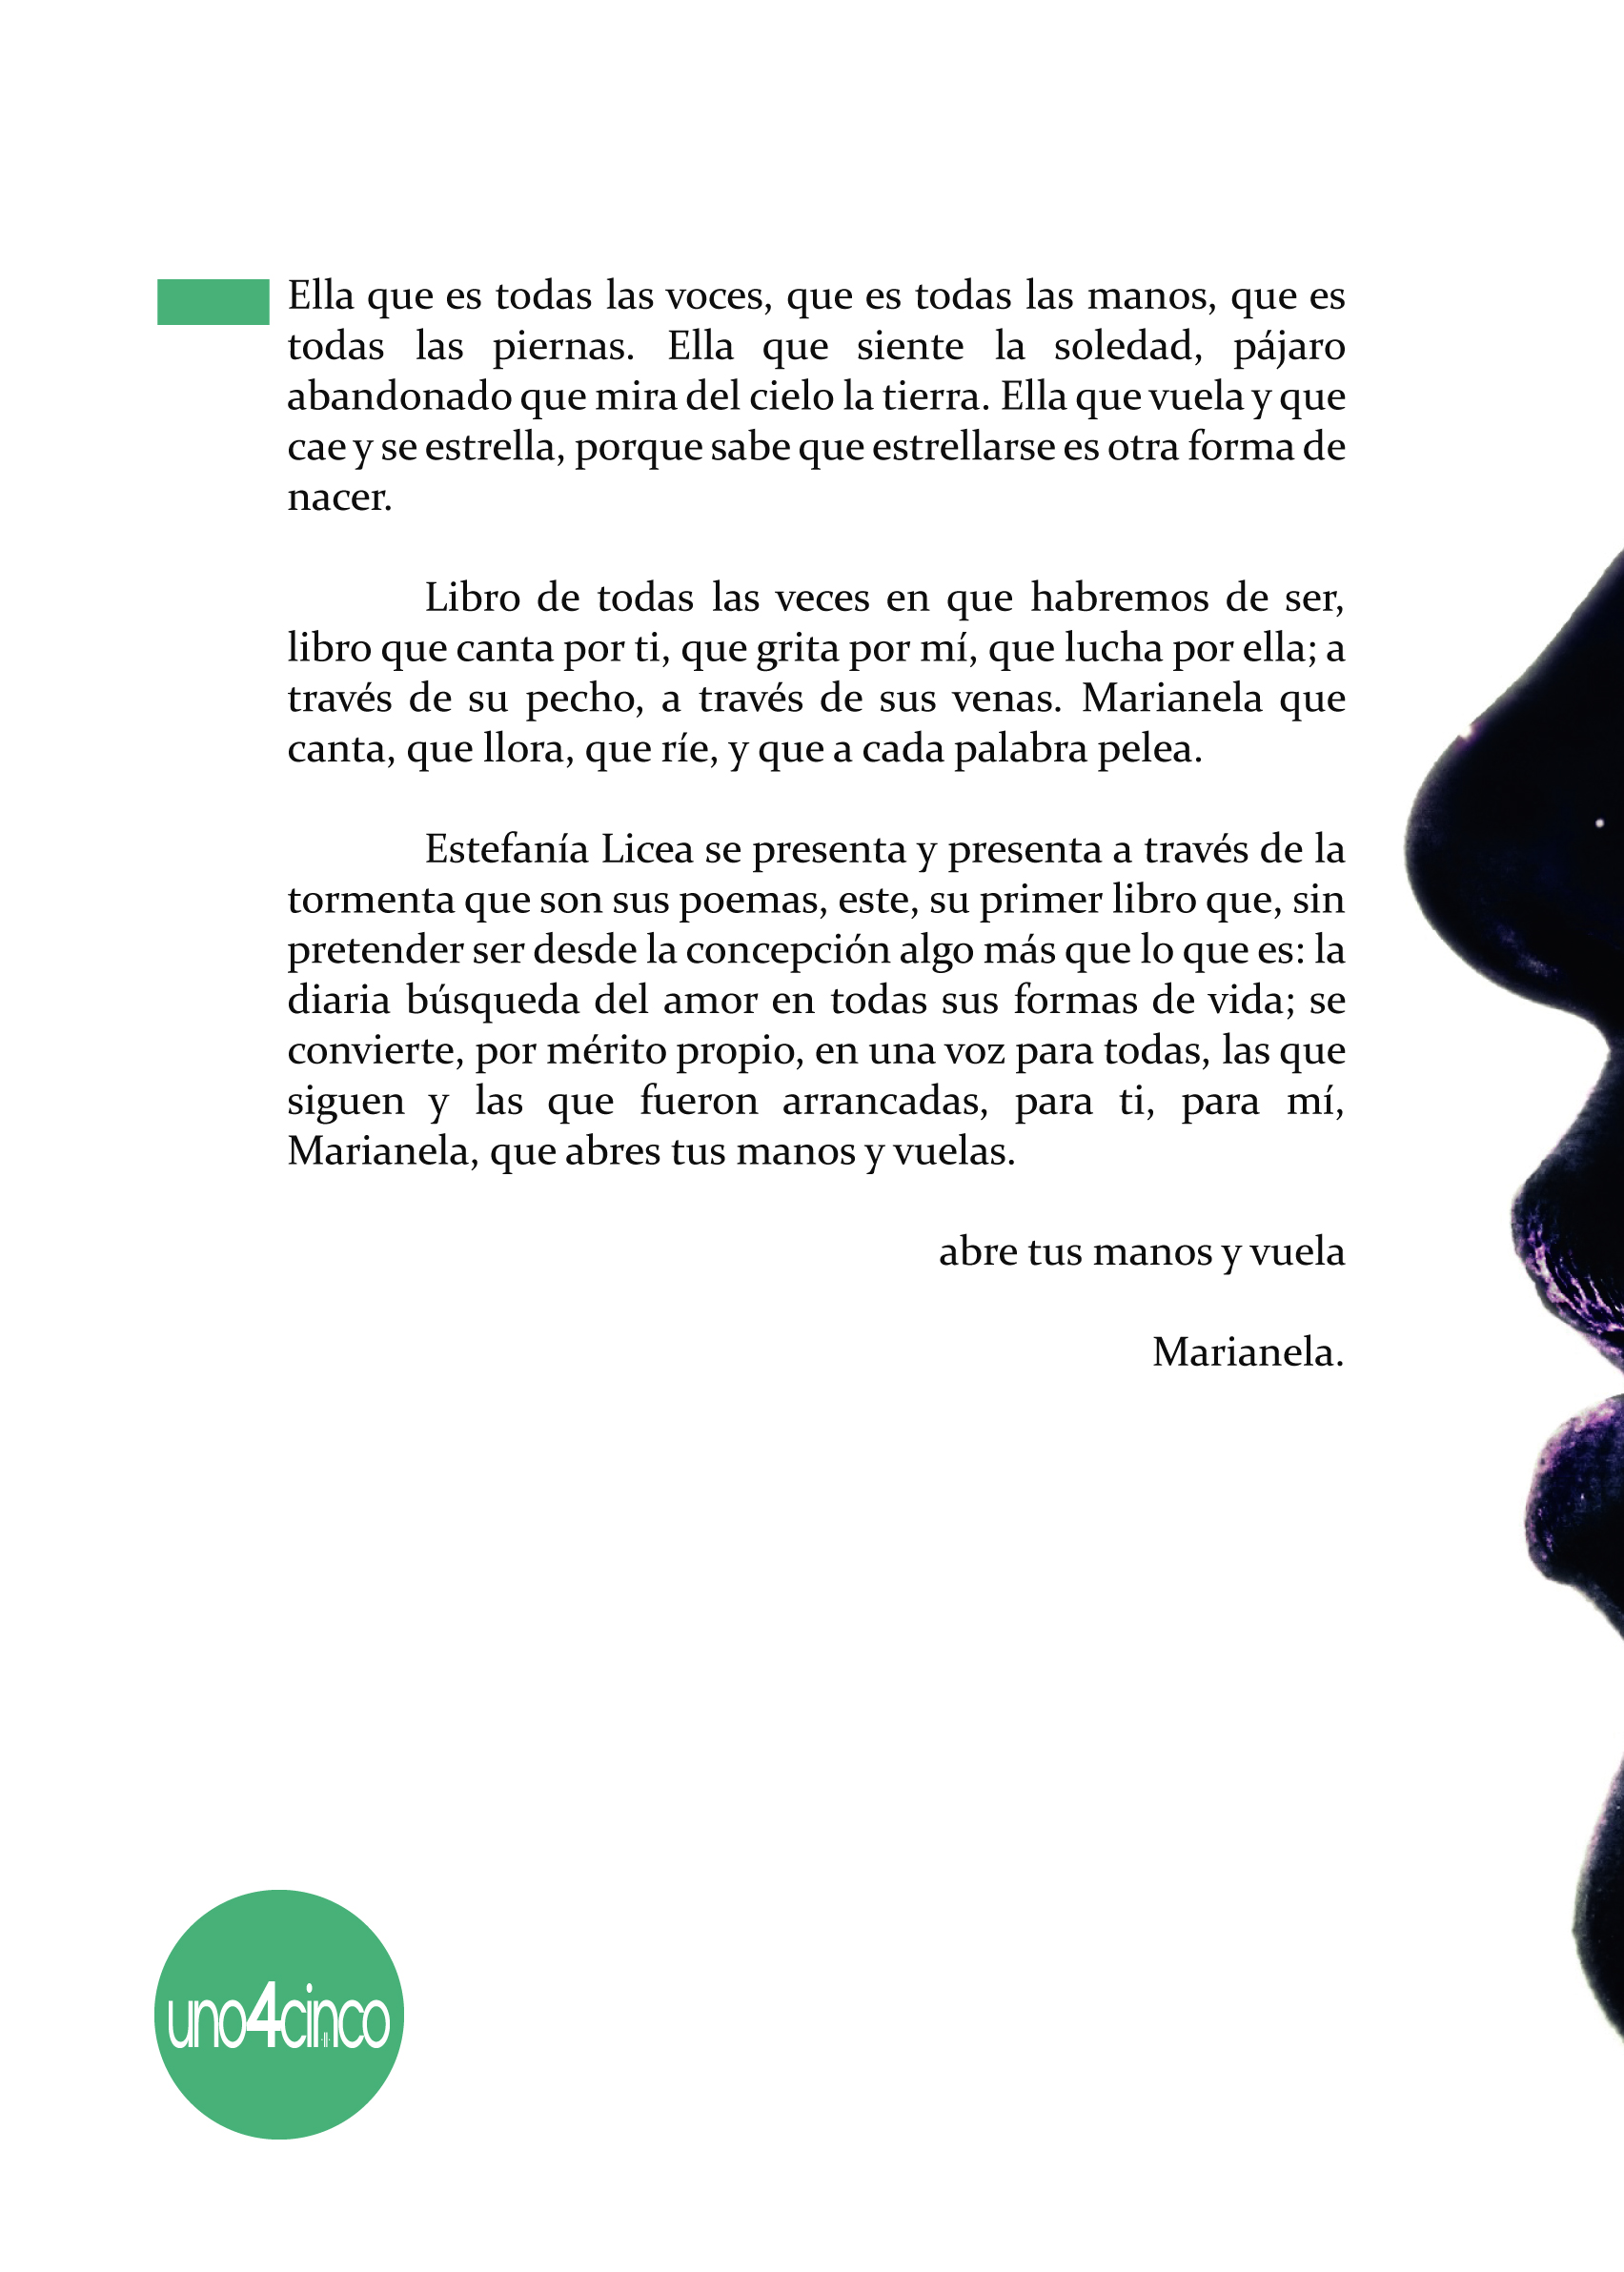 Ella que es todas las voces, que es todas las manos, que es
todas las piernas. Ella que siente la soledad, pájaro
abandonado que mira del cielo la tierra. Ella que vuela y que
cae y se estrella, porque sabe que estrellarse es otra forma de
nacer.
Libro de todas las veces en que habremos de ser,
libro que canta por ti, que grita por mí, que lucha por ella; a
través de su pecho, a través de sus venas. Marianela que
canta, que llora, que ríe, y que a cada palabra pelea.
Estefanía Licea se presenta y presenta a través de la
tormenta que son sus poemas, este, su primer libro que, sin
pretender ser desde la concepción algo más que lo que es: la
diaria búsqueda del amor en todas sus formas de vida; se
convierte, por mérito propio, en una voz para todas, las que
siguen y las que fueron arrancadas, para ti, para mí,
Marianela, que abres tus manos y vuelas.
abre tus manos y vuela
Marianela.
uno4cinco